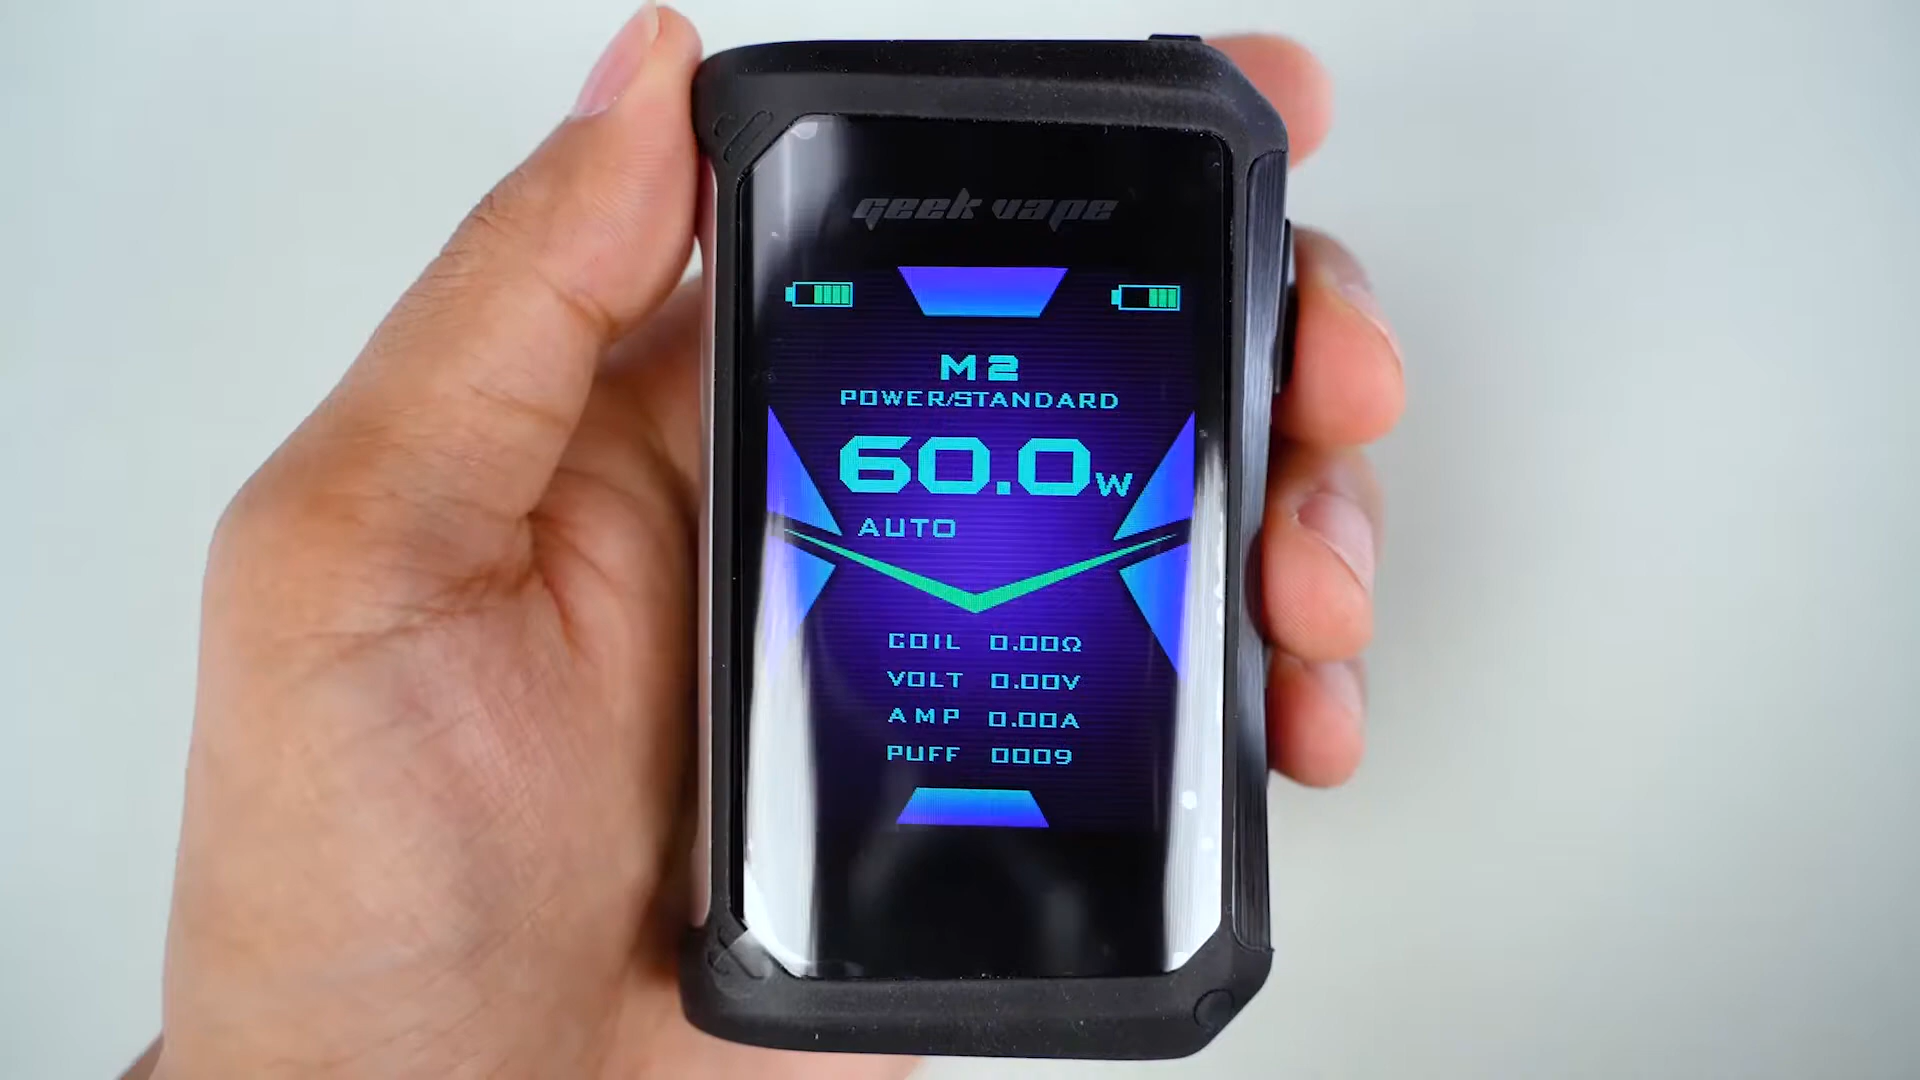 geek vape
M2
POWER/STANDARD
60.0W
AUTO
COIL 0.00Ω
VOLT 0.00V
AMP 0.00A
PUFF 0009